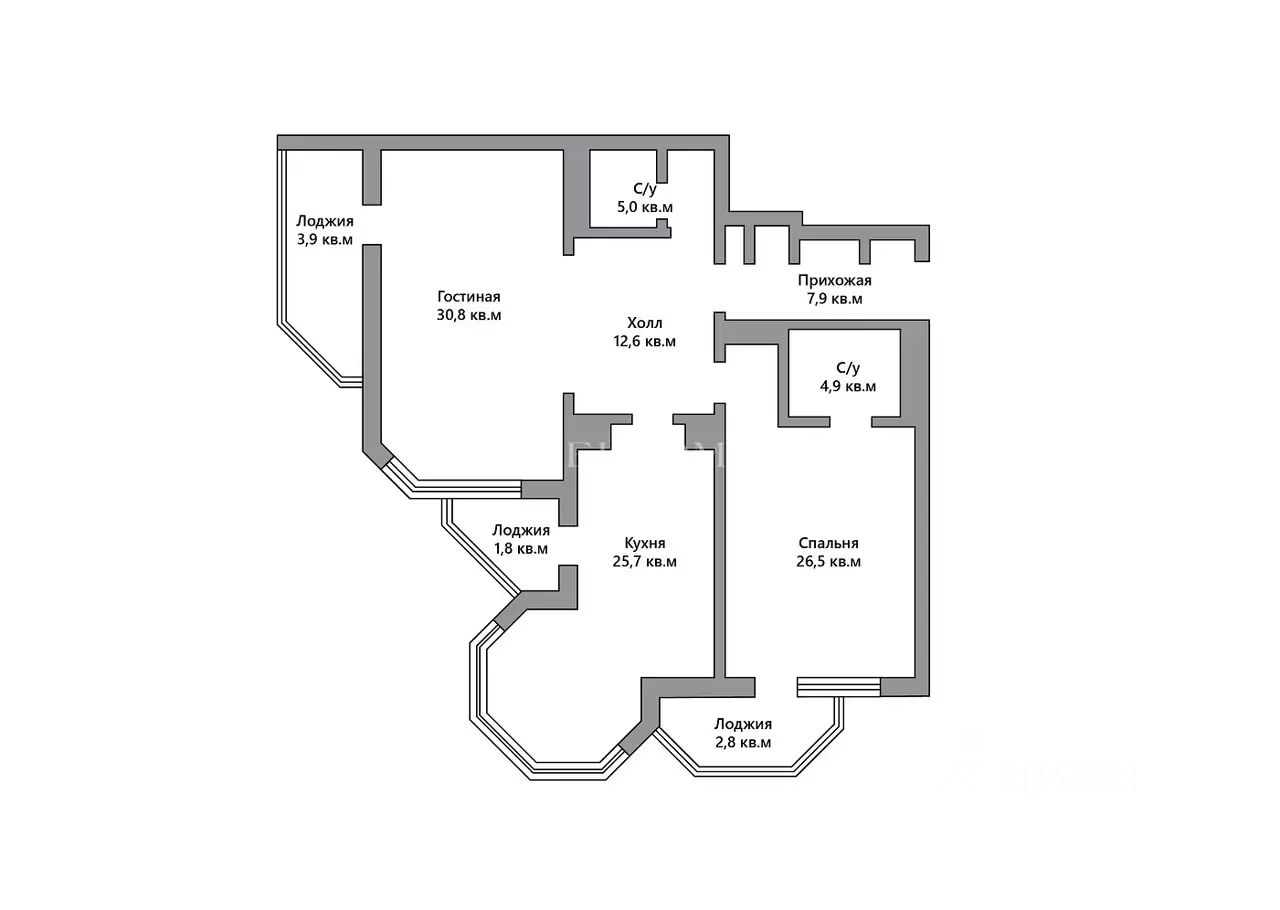 С/у
5,0 кв.м
Лоджия
3,9 кв.м
Прихожая
7,9 кв.м
Гостиная
30,8 кв.м
Холл
12,6 кв.м
С/у
4,9 кв.м
Лоджия
1,8 кв.м
Кухня
25,7 кв.м
Спальня
26,5 кв.м
Лоджия
2,8 кв.м
циан